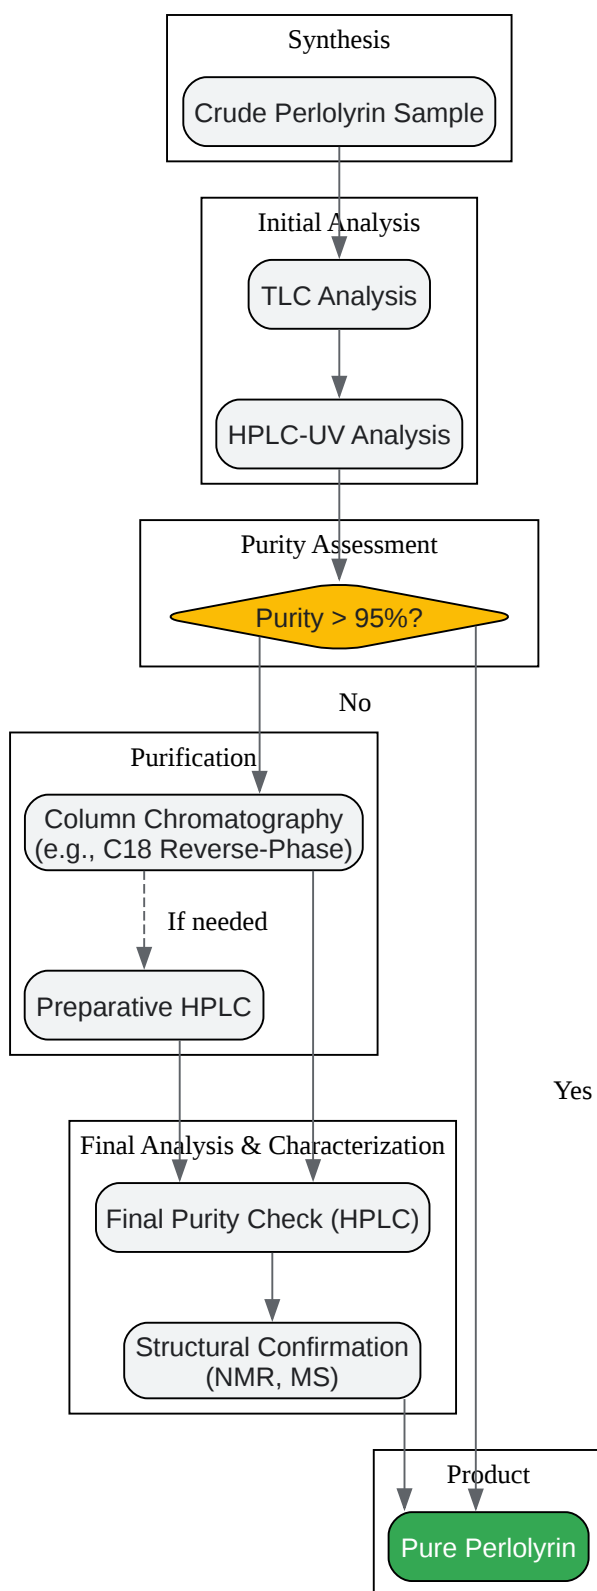 Synthesis
Crude Perlolyrin Sample
Initial Analysis
TLC Analysis
HPLC-UV Analysis
Purity Assessment
Purity > 95%?
No
Purification
Column Chromatography
(e.g., C18 Reverse-Phase)
If needed
Preparative HPLC
Yes
Final Analysis & Characterization
Final Purity Check (HPLC)
Structural Confirmation
(NMR, MS)
Product
Pure Perlolyrin